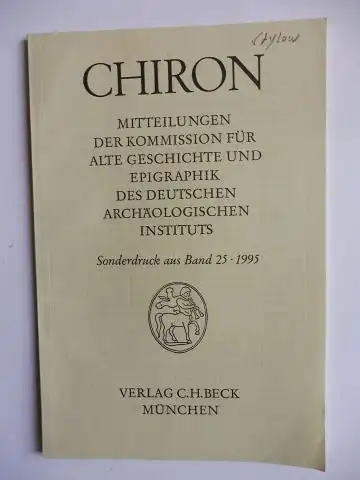 Stylow
CHIRON
MITTEILUNGEN
DER KOMMISSION FÜR
ALTE GESCHICHTE UND
EPIGRAPHIK
DES DEUTSCHEN
ARCHÄOLOGISCHEN
INSTITUTS
Sonderdruck aus Band 25 · 1995
VERLAG C.H.BECK
MÜNCHEN